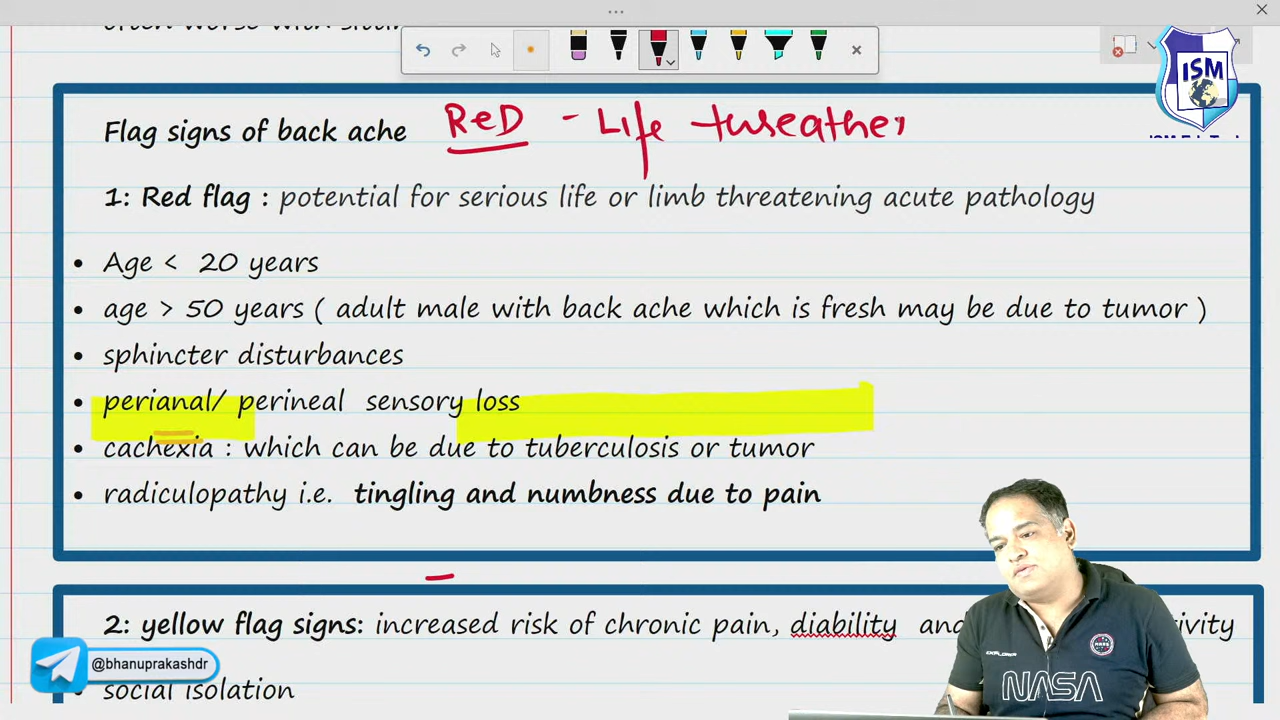 ISM
Flag signs of back ache ReD - Life
1: Red flag : potential for serious life or limb threatening acute pathology
• Age < 20 years
• age > 50 years ( adult male with back ache which is fresh may be due to tumor )
• sphincter disturbances
• perianal/ perineal sensory loss
• cachexia : which can be due to tuberculosis or tumor
• radiculopathy i.e. tingling and numbness due to pain
2: yellow flag signs: increased risk of chronic pain, diability
@bhanuprakashdr
social isolation
EXPLORER
NASA